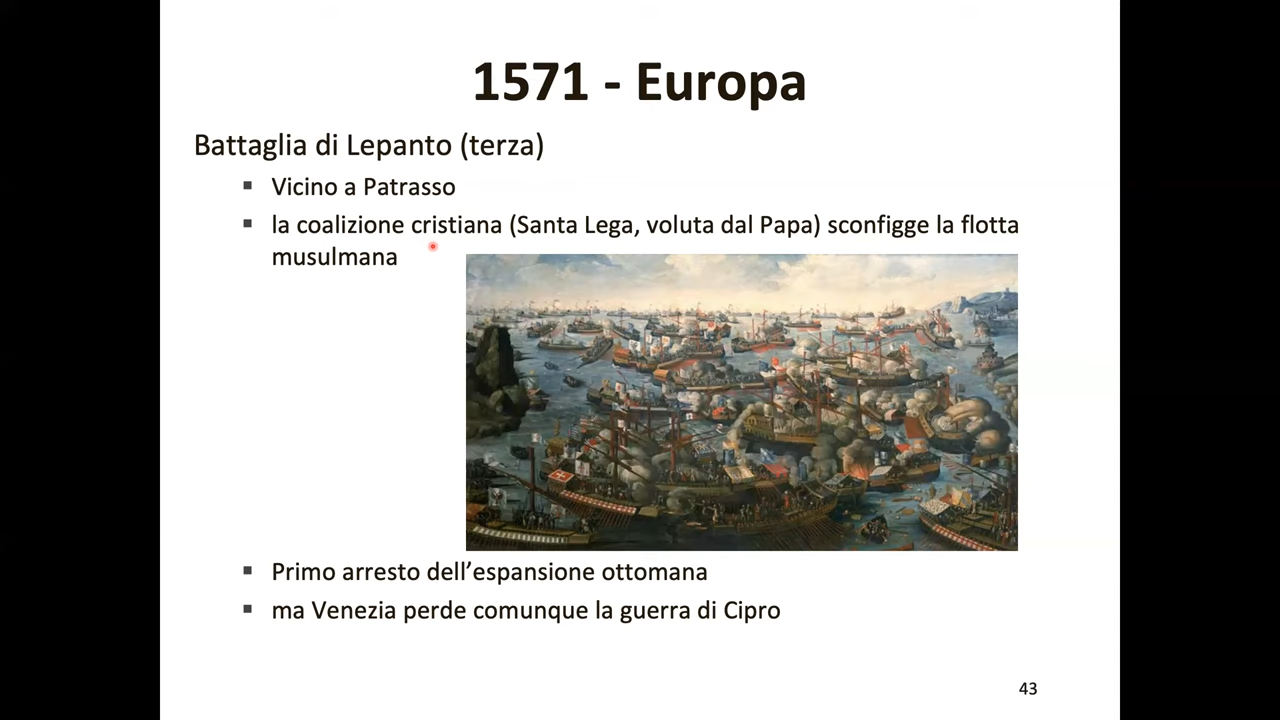 1571 - Europa
Battaglia di Lepanto (terza)
▪ Vicino a Patrasso
▪ la coalizione cristiana (Santa Lega, voluta dal Papa) sconfigge la flotta
musulmana
▪ Primo arresto dell’espansione ottomana
▪ ma Venezia perde comunque la guerra di Cipro
43